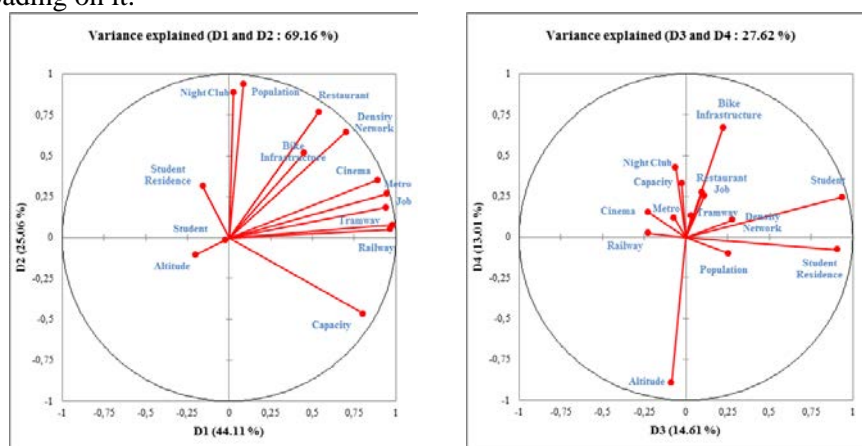 oading on it.
Variance explained (D1 and D2 : 69.16 %)
1
0,75
0,5
0,25
0
-0,25
-0,5
-0,75
-1
D2 (25.06 %)
Night Club
Population
Restaurant
Density
Network
Bike
Infrastructure
Cinema
Metro
Job
Tramway
Railway
Student
Residence
Student
Altitude
Capacity
-1
-0,75
-0,5
-0,25
0
0,25
0,5
0,75
1
D1 (44.11 %)
Variance explained (D3 and D4 : 27.62 %)
1
0,75
0,5
0,25
0
-0,25
-0,5
-0,75
-1
D4 (13.01 %)
Bike
Infrastructure
Night Club
Capacity
Restaurant
Job
Student
Cinema
Metro
Tramway
Density
Network
Railway
Student
Residence
Population
Altitude
-1
-0,75
-0,5
-0,25
0
0,25
0,5
0,75
1
D3 (14.61 %)